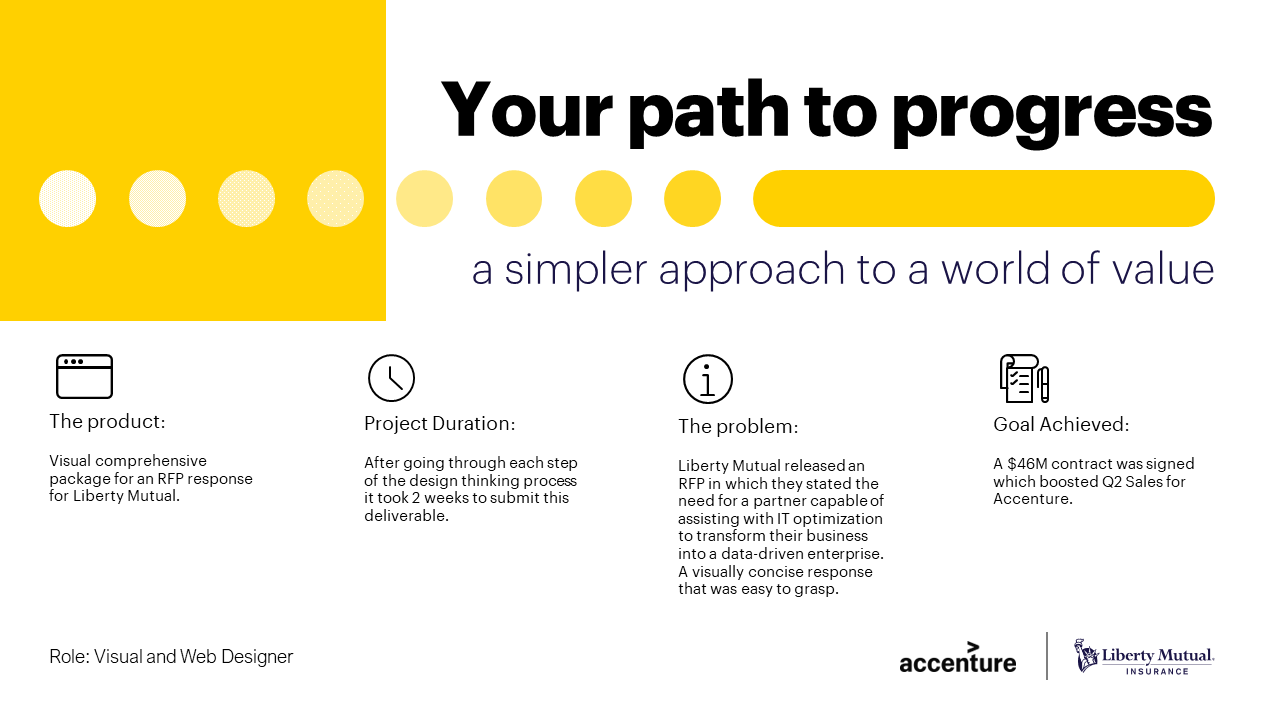 Your path to progress
a simpler approach to a world of value
The product:
Visual comprehensive
package for an RFP response
for Liberty Mutual.
Project Duration:
After going through each step
of the design thinking process
it took 2 weeks to submit this
deliverable.
The problem:
Liberty Mutual released an
RFP in which they stated the
need for a partner capable of
assisting with IT optimization
to transform their business
into a data-driven enterprise.
A visually concise response
that was easy to grasp.
Goal Achieved:
A $46M contract was signed
which boosted Q2 Sales for
Accenture.
Role: Visual and Web Designer
accenture
Liberty Mutual.
INSURANCE